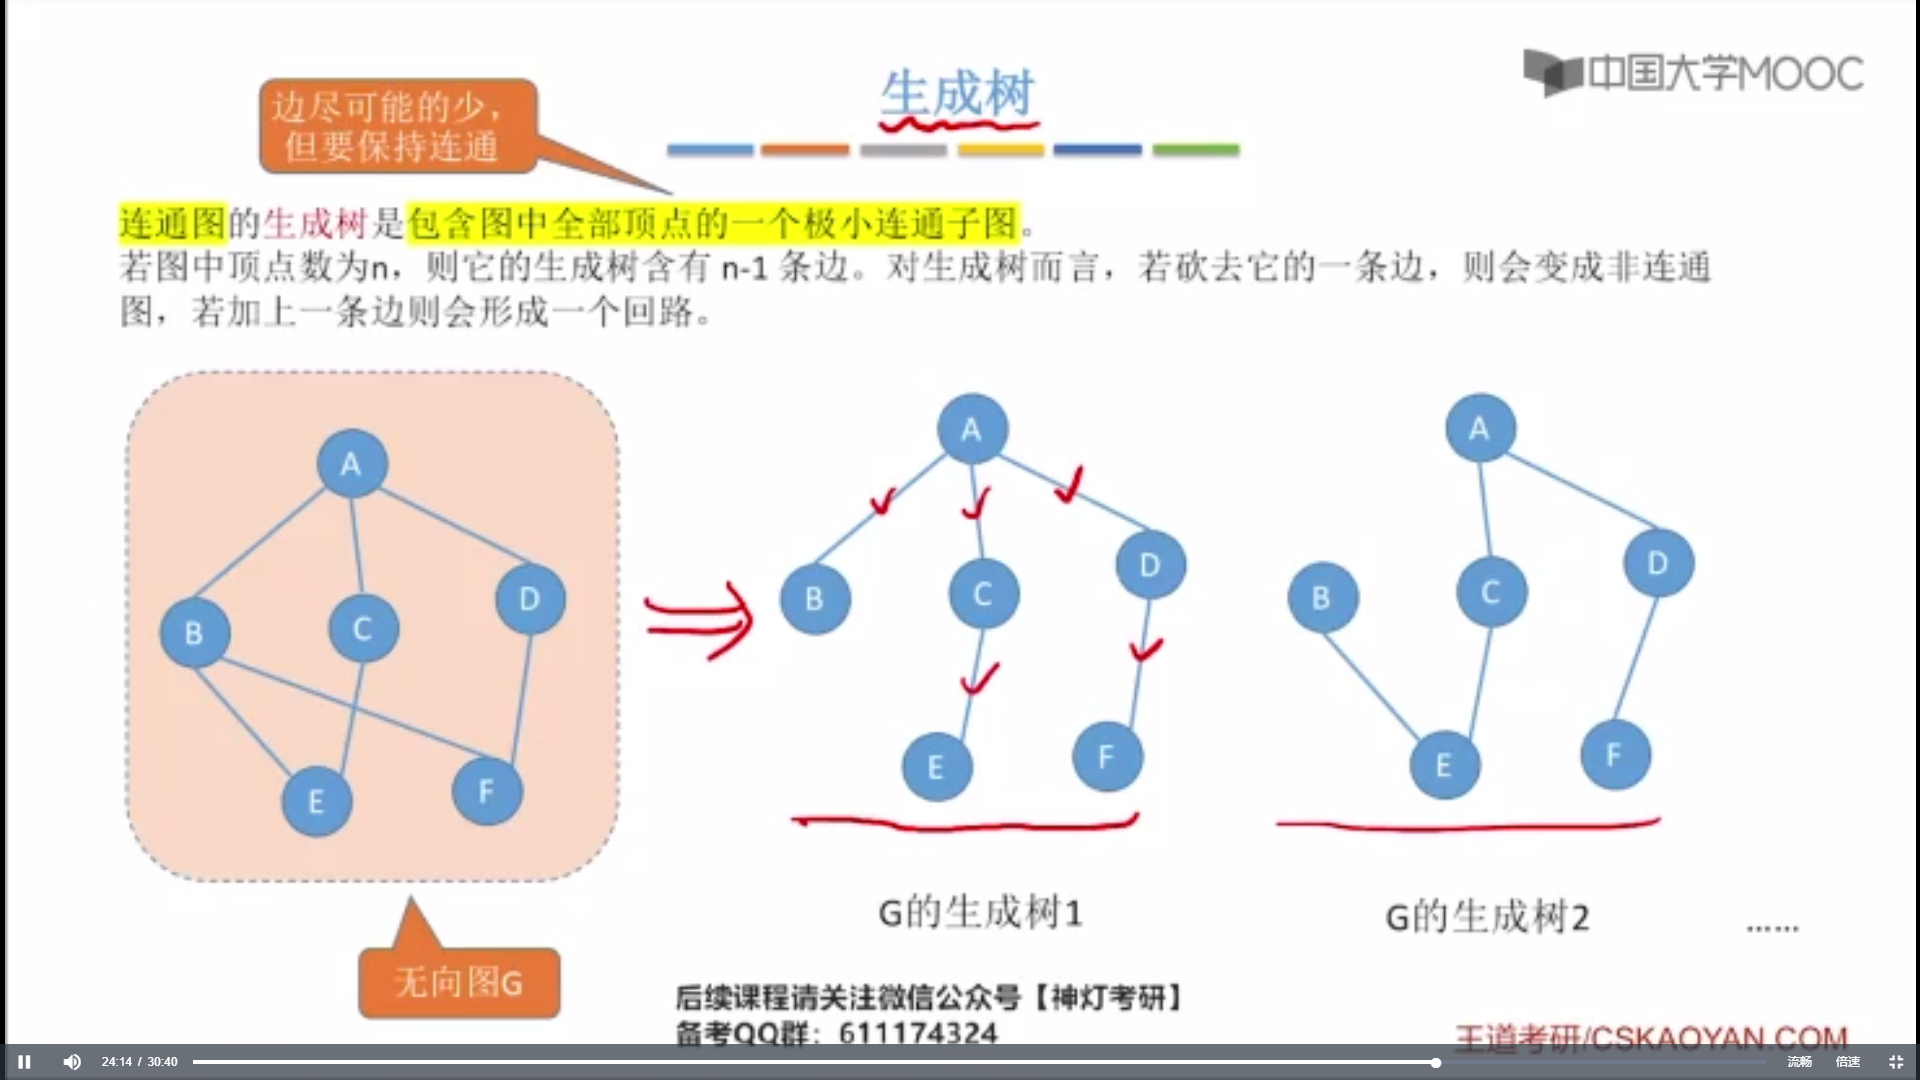 中国大学MOOC
生成树
边尽可能的少，
但要保持连通
连通图的生成树是包含图中全部顶点的一个极小连通子图。
若图中顶点数为n，则它的生成树含有 n-1 条边。对生成树而言，若砍去它的一条边，则会变成非连通
图，若加上一条边则会形成一个回路。
A
B
C
D
E
F
无向图G
A
B
C
D
E
F
G的生成树1
A
B
C
D
E
F
G的生成树2
......
后续课程请关注微信公众号【神灯考研】
备考QQ群：611174324
王道考研/CSKAOYAN.COM
24:14 / 30:40
流畅
倍速